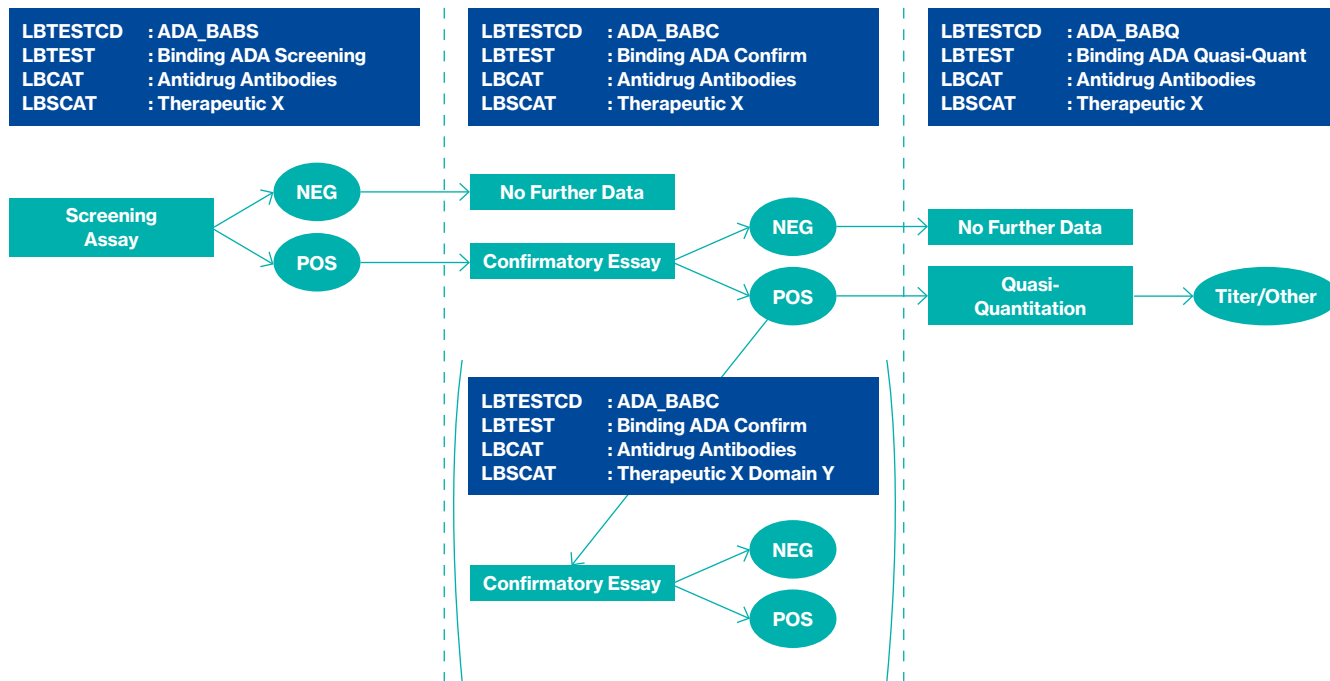 LBTESTCD : ADA_BABS
LBTEST : Binding ADA Screening
LBCAT : Antidrug Antibodies
LBSCAT : Therapeutic X
LBTESTCD : ADA_BABC
LBTEST : Binding ADA Confirm
LBCAT : Antidrug Antibodies
LBSCAT : Therapeutic X
LBTESTCD : ADA_BABQ
LBTEST : Binding ADA Quasi-Quant
LBCAT : Antidrug Antibodies
LBSCAT : Therapeutic X
Screening
Assay
NEG
POS
No Further Data
Confirmatory Essay
NEG
POS
No Further Data
Quasi-
Quantitation
Titer/Other
LBTESTCD : ADA_BABC
LBTEST : Binding ADA Confirm
LBCAT : Antidrug Antibodies
LBSCAT : Therapeutic X Domain Y
Confirmatory Essay
NEG
POS